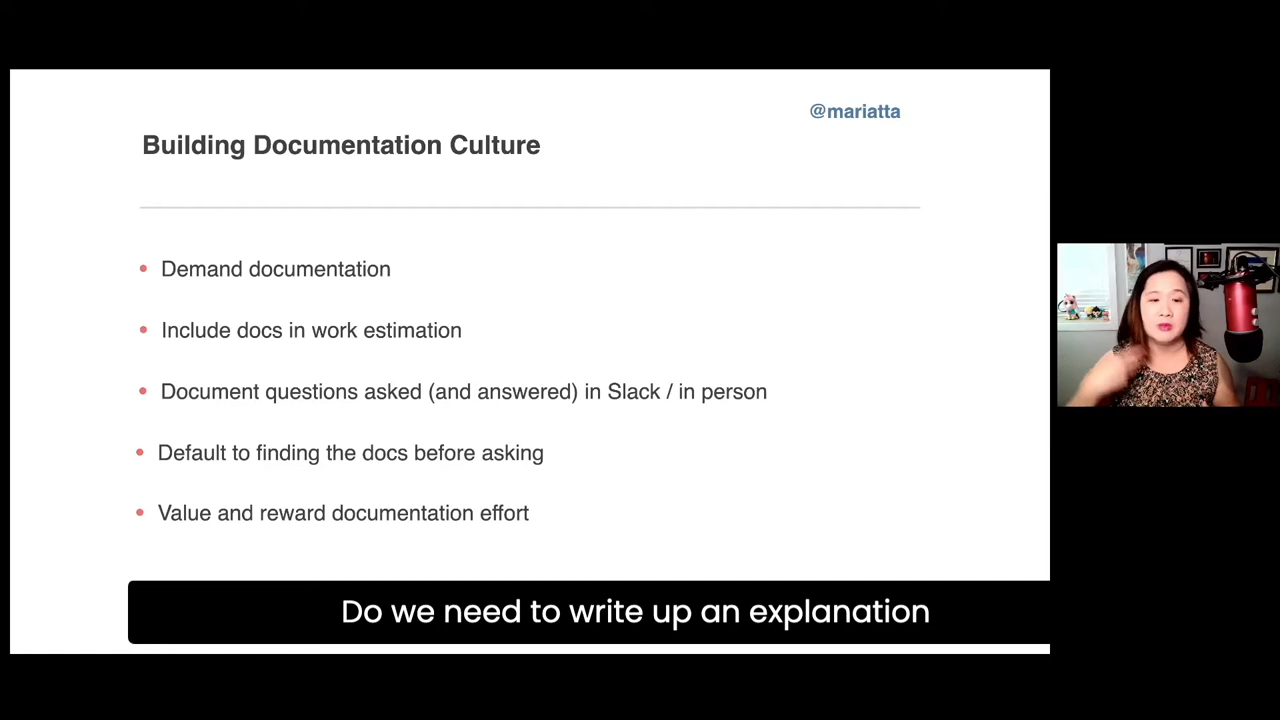 @mariatta
Building Documentation Culture
• Demand documentation
• Include docs in work estimation
• Document questions asked (and answered) in Slack / in person
• Default to finding the docs before asking
• Value and reward documentation effort
Do we need to write up an explanation